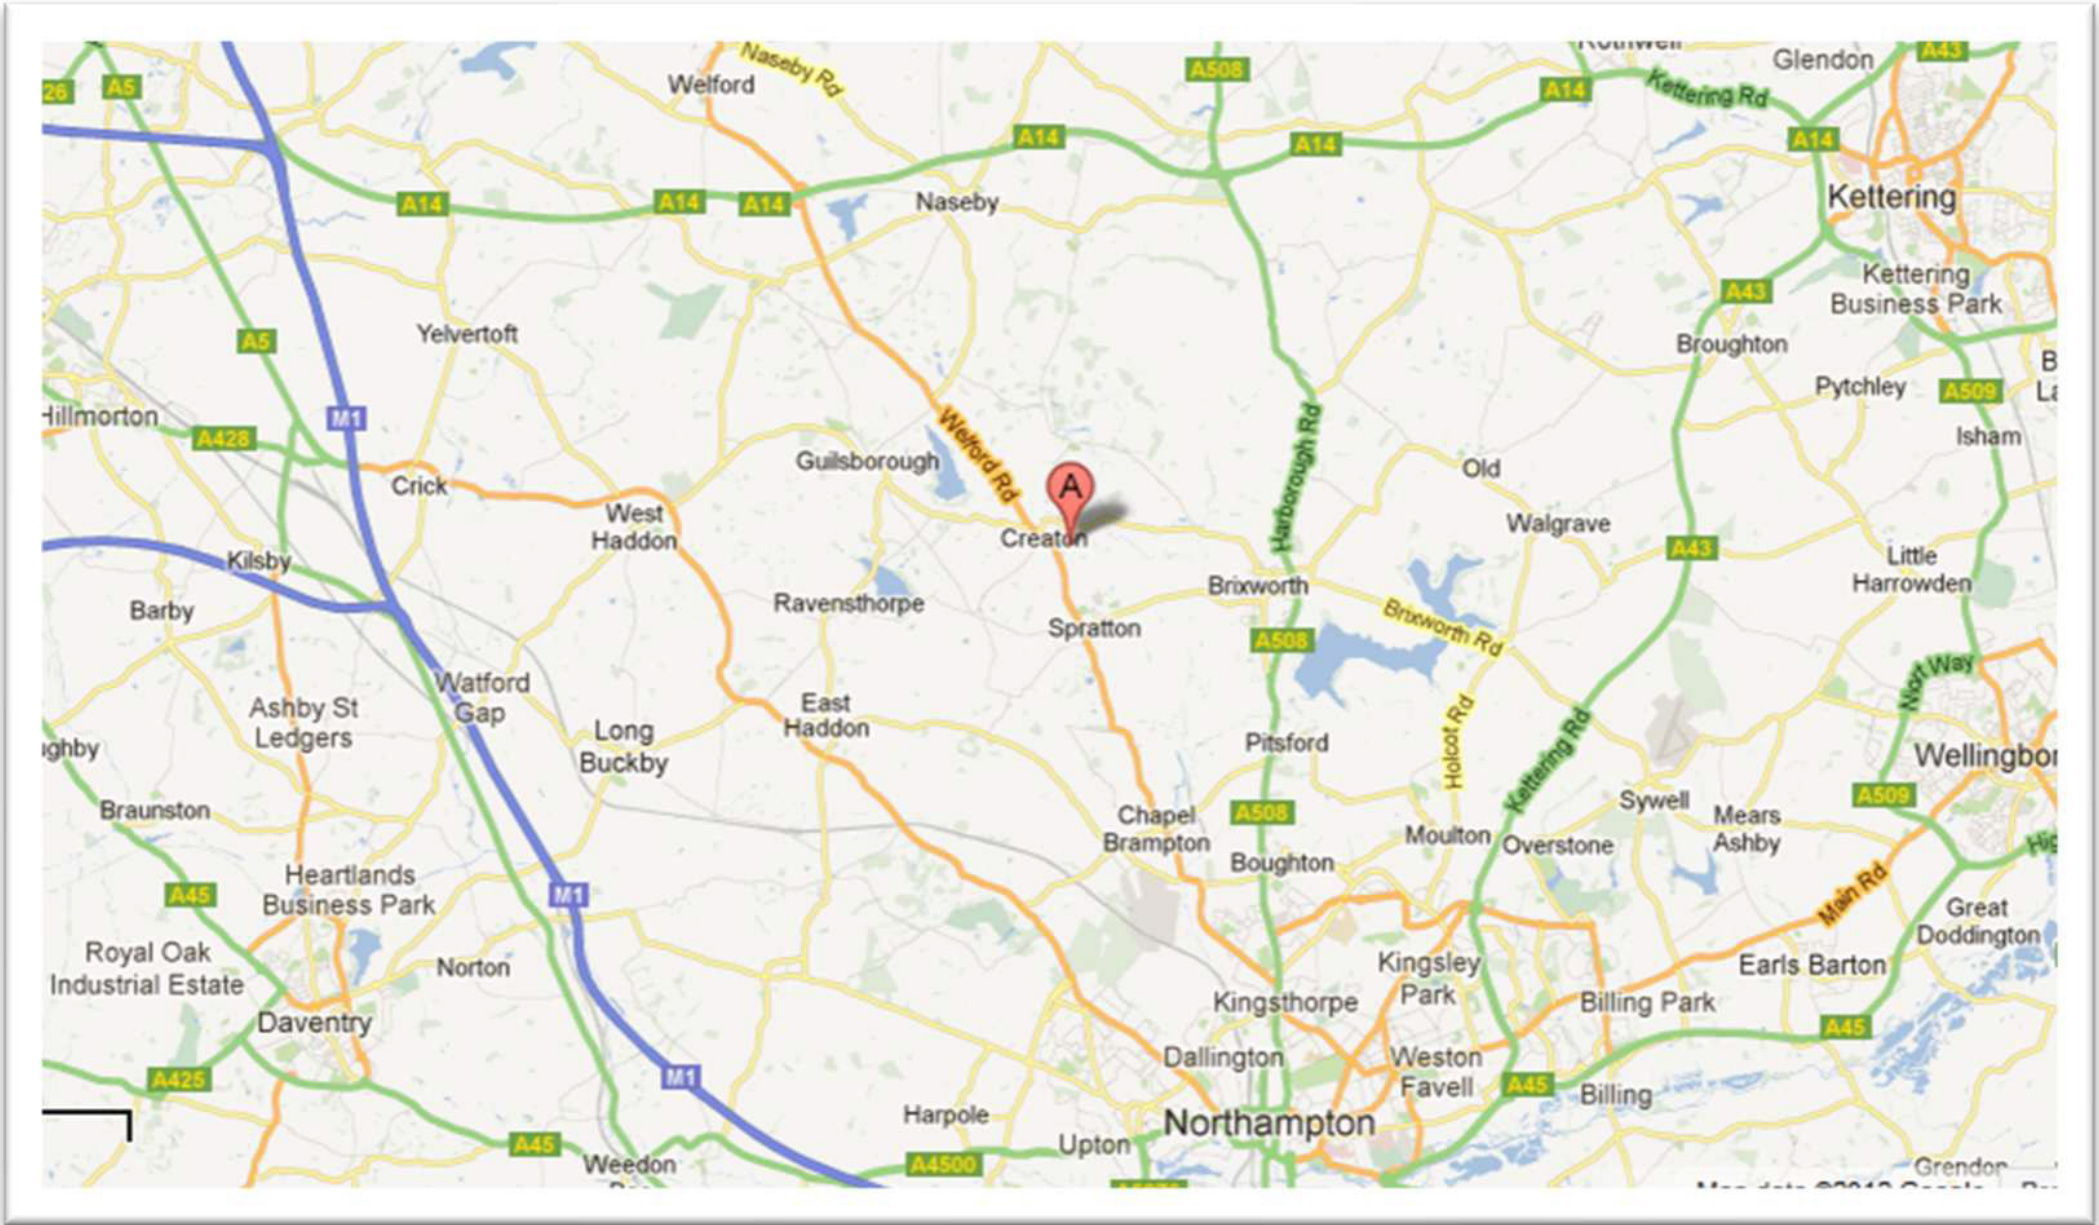 Naseby Rd
Glendon
A43
A508
A5
26
Welford
A14
Kettering Rd
A14
A14
A14
A14
A14
A14
Naseby
Kettering
Kettering
Business Park
A43
Yelvertoft
A5
Broughton
Pytchley
A509
Hillmorton
M1
A428
Welford Rd
Harborough Rd
Isham
Guilsborough
Old
Crick
A
West
Haddon
Creaton
Walgrave
A43
Kilsby
Little
Harrowden
Brixworth
Barby
Ravensthorpe
Brixworth Rd
Spratton
A508
Nort Way
Watford
Gap
Ashby St
Ledgers
East
Haddon
Long
Buckby
Holcot Rd
Kettering Rd
Pitsford
ughby
Wellingbor
A509
Braunston
Chapel
Brampton
A508
Sywell
Mears
Ashby
Moulton
Overstone
Boughton
Hig
Heartlands
Business Park
M1
A45
Main Rd
Great
Doddington
Royal Oak
Industrial Estate
Norton
Kingsley
Park
Earls Barton
Kingsthorpe
Billing Park
Daventry
A45
Dallington
Weston
Favell
A425
M1
A45
Billing
Harpole
Northampton
Upton
A45
Weedon
A4500
Grendon